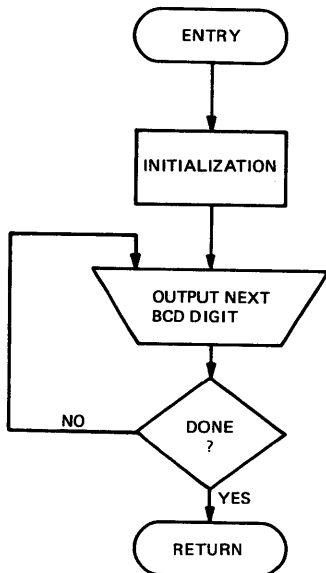 ENTRY
INITIALIZATION
OUTPUT NEXT
BCD DIGIT
NO
DONE
?
YES
RETURN